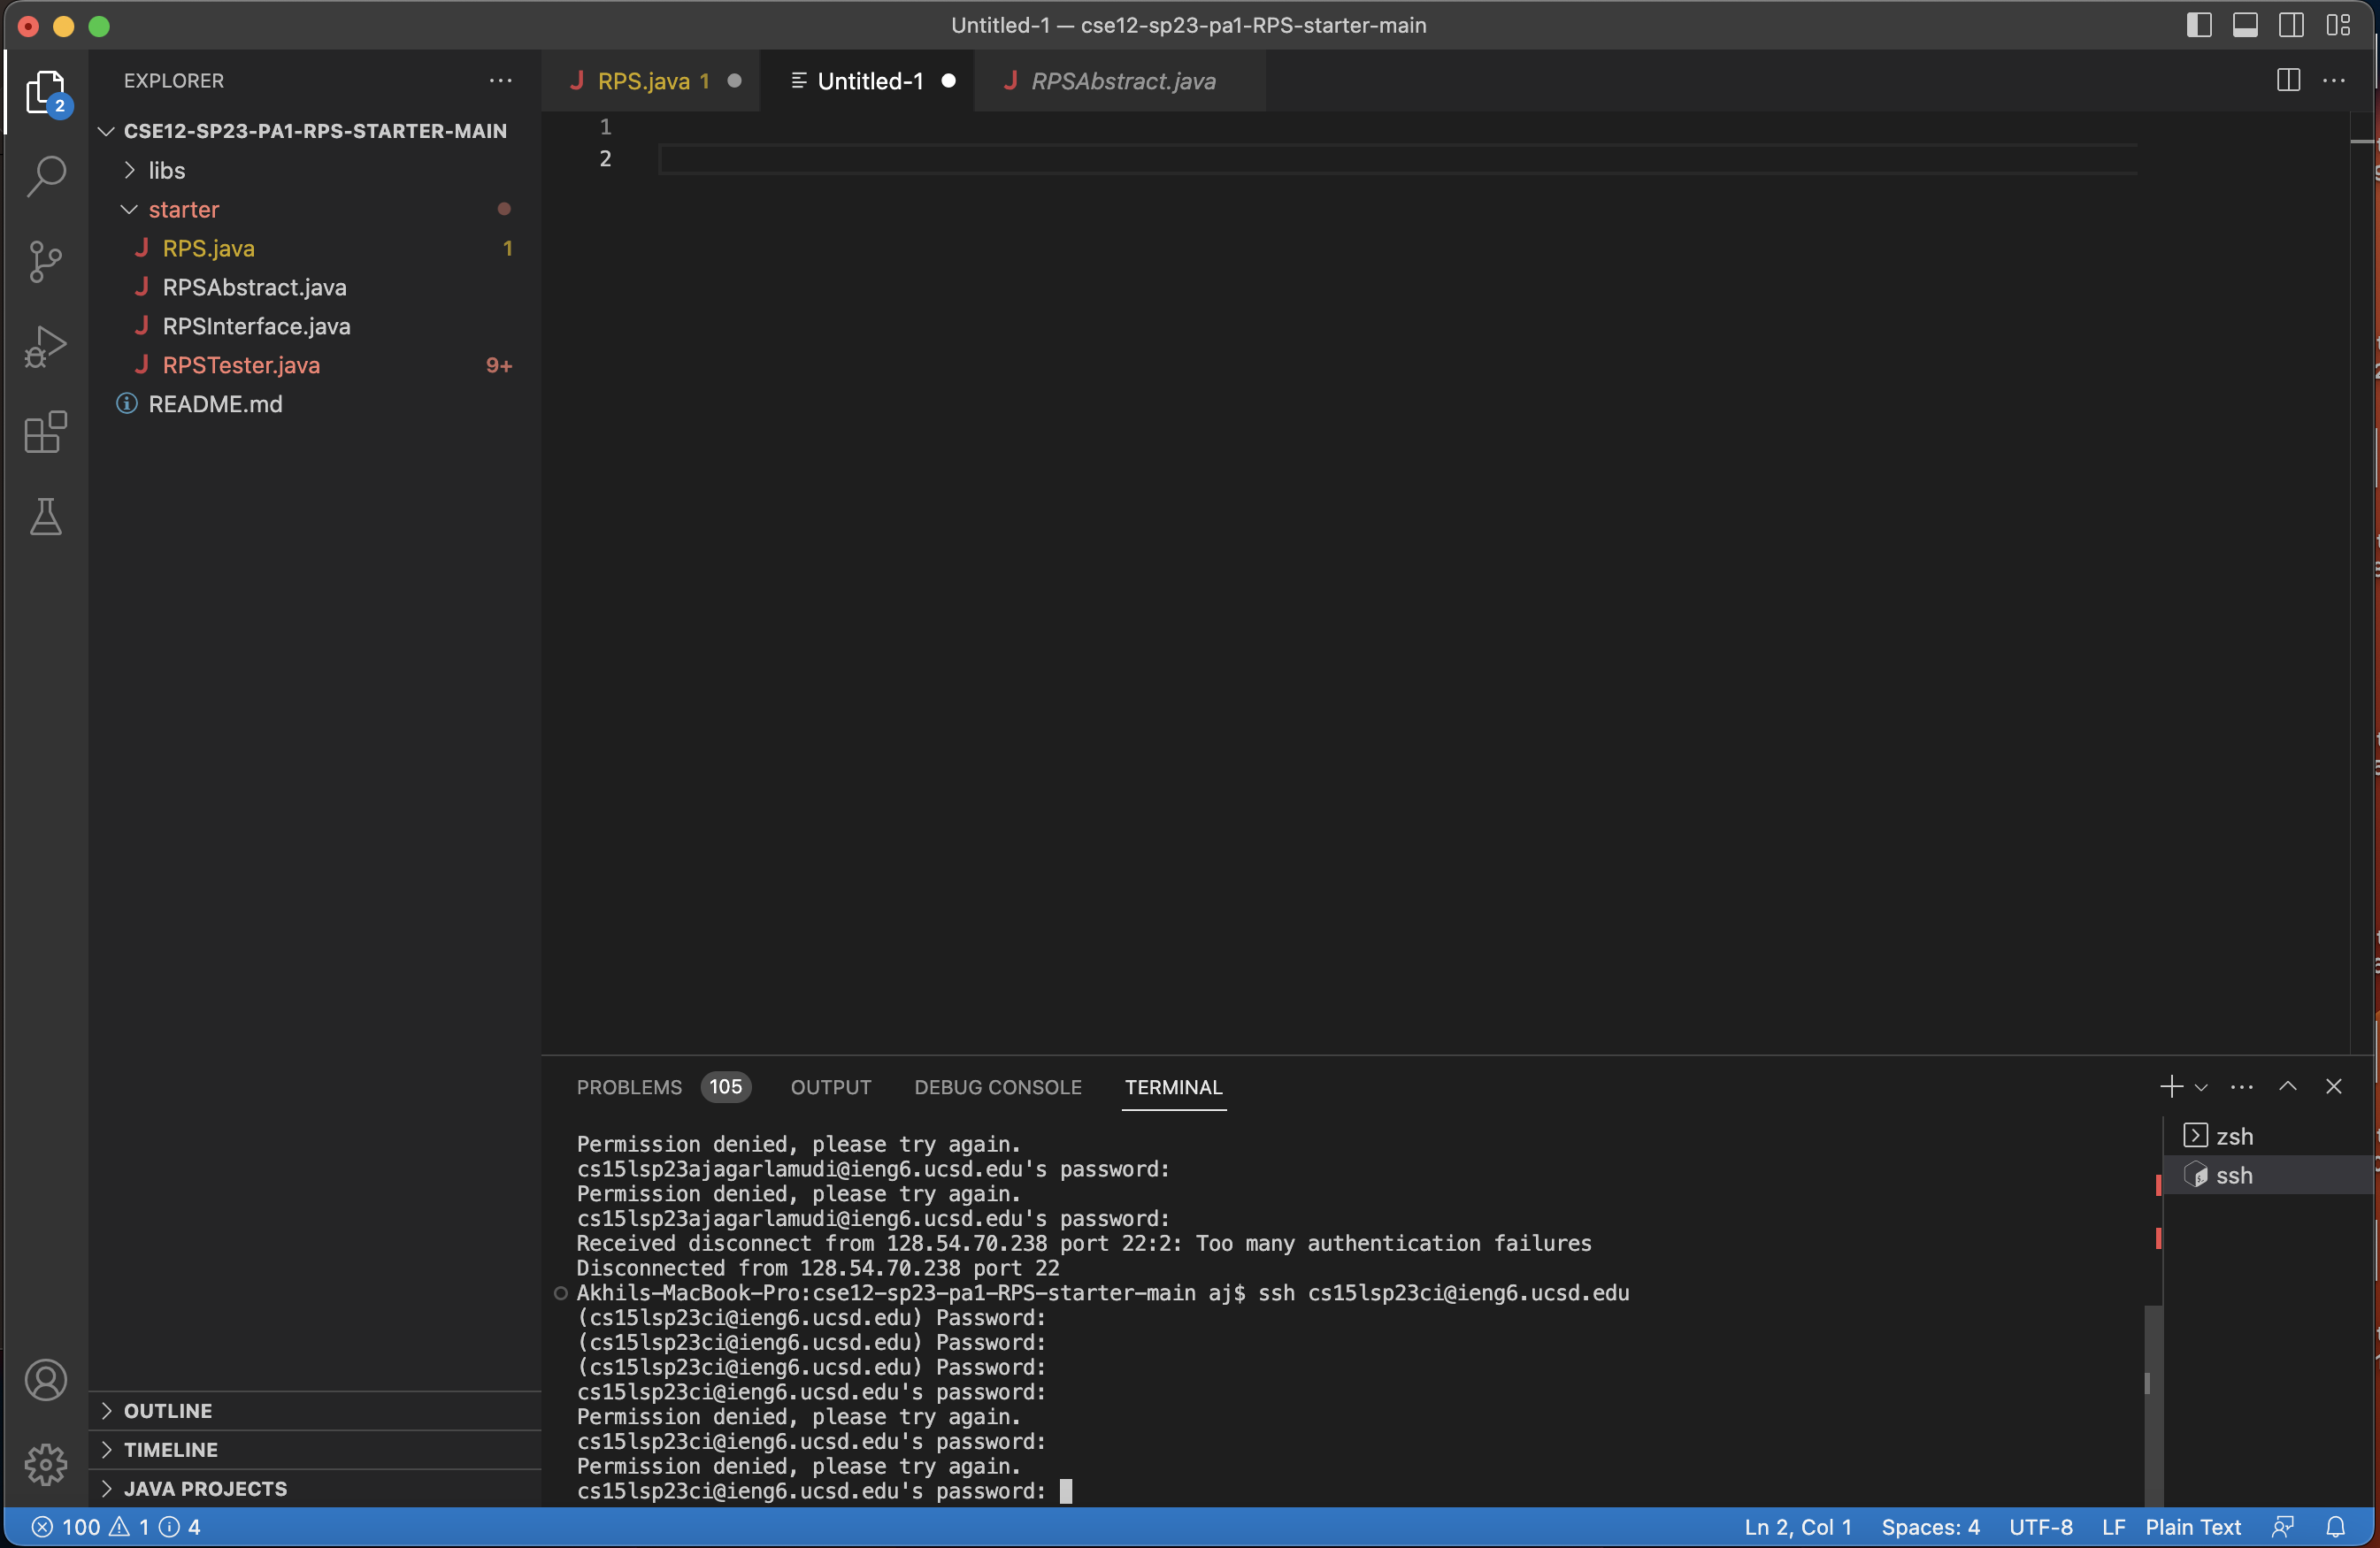 Untitled-1 — cse12-sp23-pa1-RPS-starter-main
2
EXPLORER
CSE12-SP23-PA1-RPS-STARTER-MAIN
libs
starter
RPS.java 1
RPSAbstract.java
RPSInterface.java
RPSTester.java 9+
README.md
OUTLINE
TIMELINE
JAVA PROJECTS
RPS.java 1
Untitled-1
RPSAbstract.java
1
2
PROBLEMS 105 OUTPUT DEBUG CONSOLE TERMINAL
Permission denied, please try again.
cs15lsp23ajagarlamudi@ieng6.ucsd.edu's password:
Permission denied, please try again.
cs15lsp23ajagarlamudi@ieng6.ucsd.edu's password:
Received disconnect from 128.54.70.238 port 22:2: Too many authentication failures
Disconnected from 128.54.70.238 port 22
Akhils-MacBook-Pro:cse12-sp23-pa1-RPS-starter-main aj$ ssh cs15lsp23ci@ieng6.ucsd.edu
(cs15lsp23ci@ieng6.ucsd.edu) Password:
(cs15lsp23ci@ieng6.ucsd.edu) Password:
(cs15lsp23ci@ieng6.ucsd.edu) Password:
cs15lsp23ci@ieng6.ucsd.edu's password:
Permission denied, please try again.
cs15lsp23ci@ieng6.ucsd.edu's password:
Permission denied, please try again.
cs15lsp23ci@ieng6.ucsd.edu's password:
zsh
ssh
100 1 4
Ln 2, Col 1 Spaces: 4 UTF-8 LF Plain Text